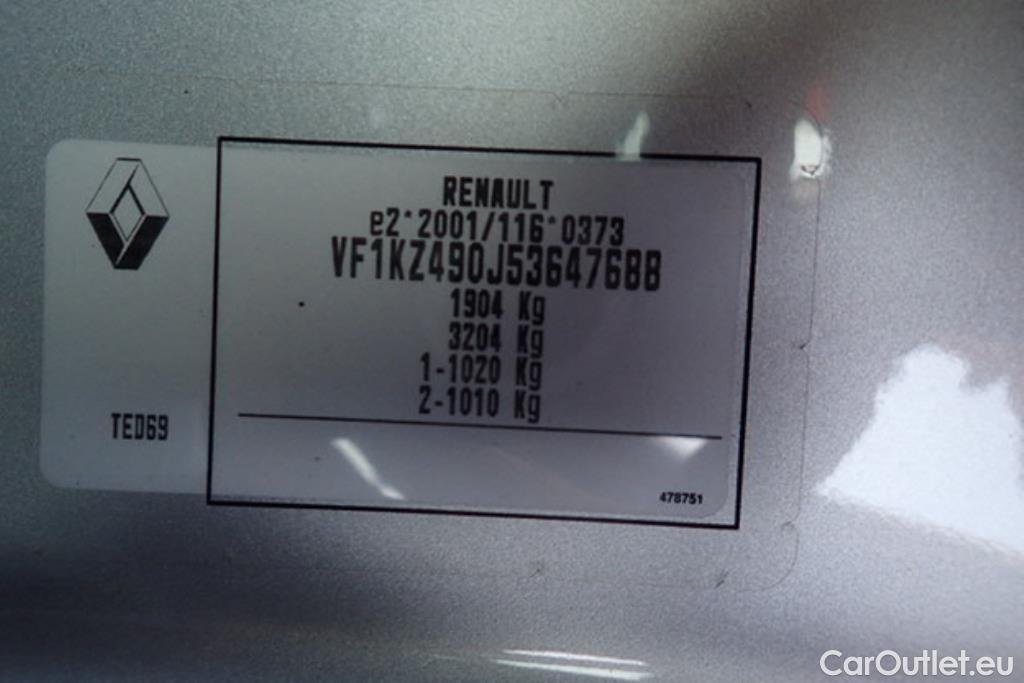 RENAULT
e2*2001/116*0373
VF1KZ490J53647688
1904 Kg
3204 Kg
1-1020 Kg
2-1010 Kg
TED69
478751
CarOutlet.eu